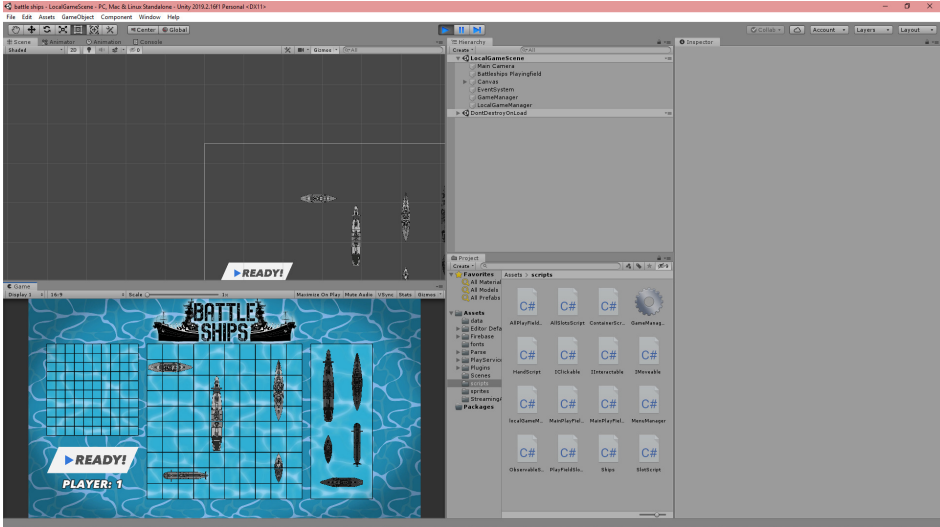 battle ships - LocalGameScene - PC, Mac & Linux Standalone - Unity 2019.2.16f1 Personal <DX11>
File Edit Assets GameObject Component Window Help
Center Global
Collab Account Layers Layout
Scene Animator Animation Console
Shaded 2D 0 Gizmos All
Hierarchy
Create All
LocalGameScene
Main Camera
Battleships Playingfield
Canvas
EventSystem
GameManager
LocalGameManager
DontDestroyOnLoad
Inspector
READY!
Game
Display 1 16:9 Scale 1x Maximize On Play Mute Audio VSync Stats Gizmos
BATTLE
SHIPS
READY!
PLAYER: 1
Project
Create
Favorites
All Material
All Models
All Prefabs
Assets
data
Editor Defa
Firebase
fonts
Parse
PlayService
Plugins
Scenes
scripts
sprites
Streaming
Packages
Assets > scripts
C# C# C#
AllPlayField... AllSlotsScript ContainerScr... GameManag...
C# C# C# C#
HandScript IClickable IInteractable IMoveable
C# C# C# C#
localGameM... MainPlayFiel... MainPlayFiel... MenuManager
C# C# C# C#
ObservableS... PlayFieldSlo... Ships SlotScript